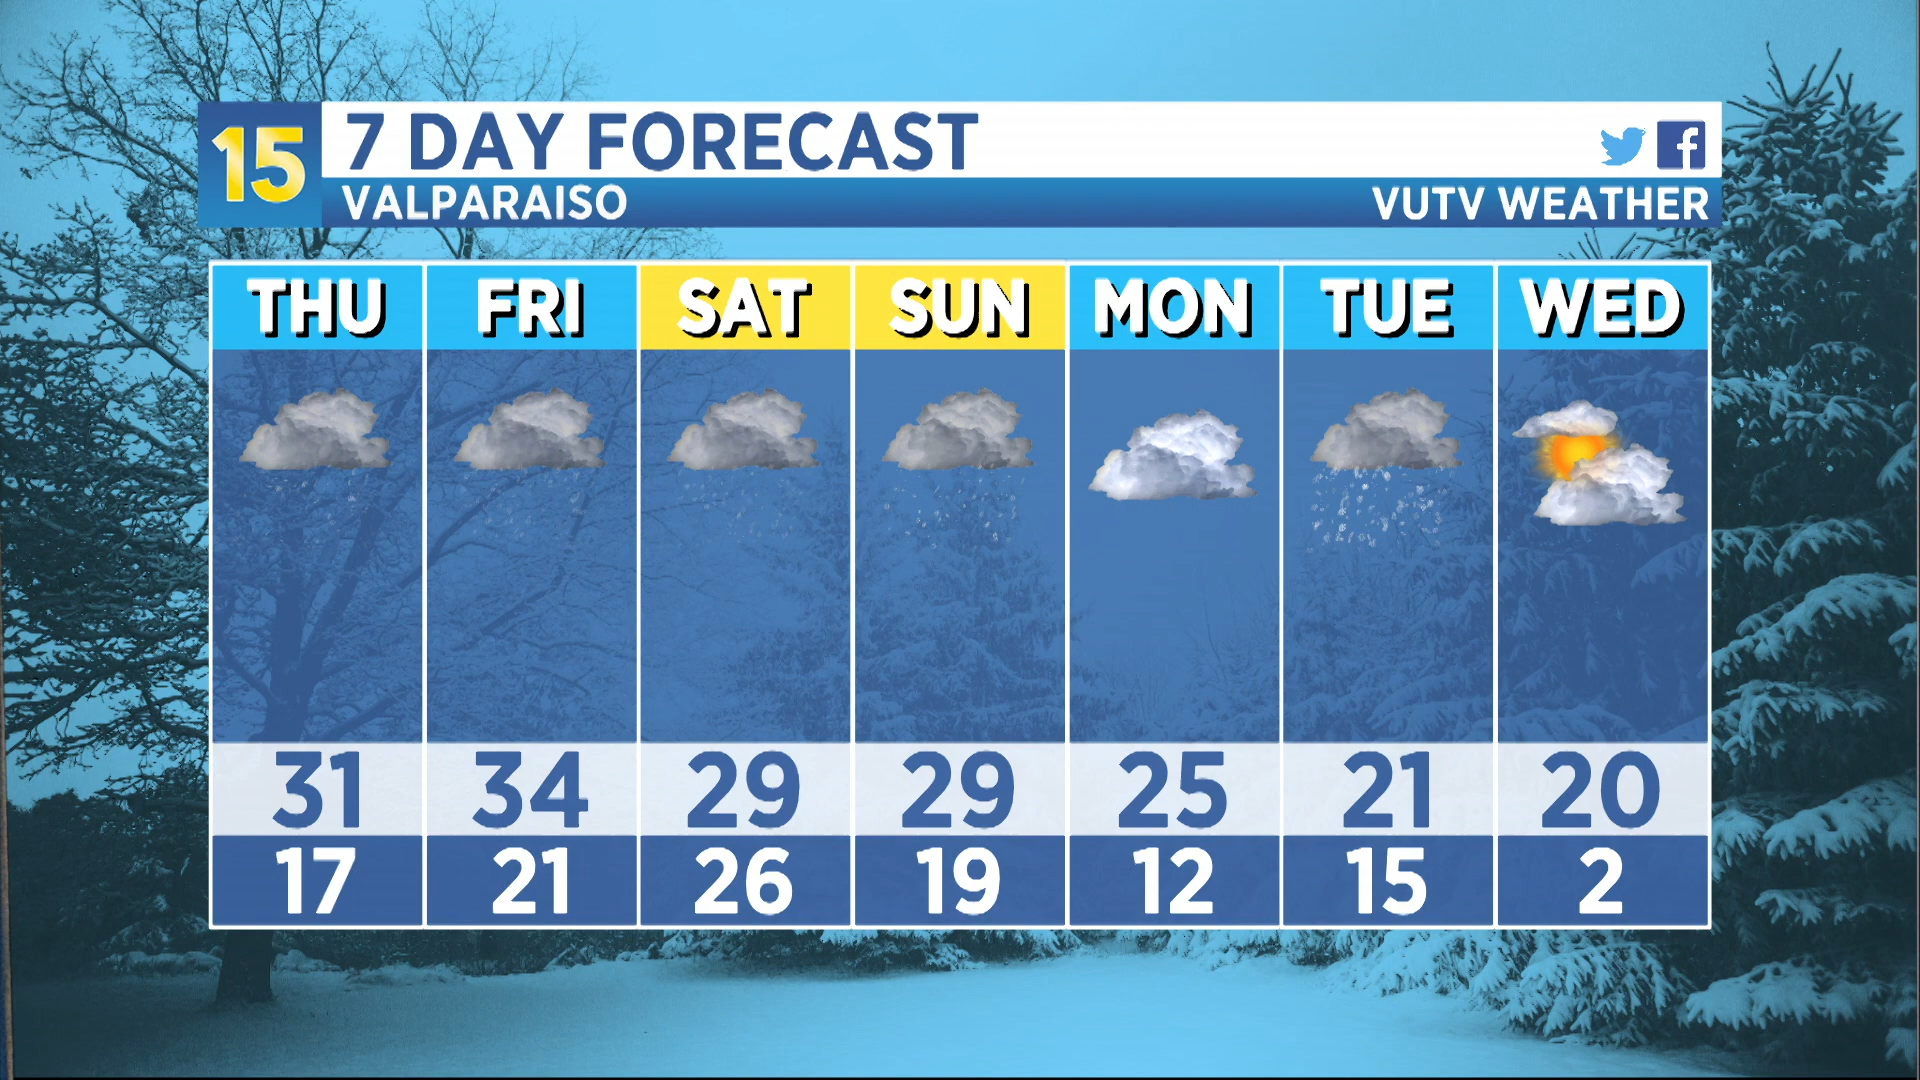 15
7 DAY FORECAST
VALPARAISO
VUTV WEATHER
THU FRI SAT SUN MON TUE WED
31 34 29 29 25 21 20
17 21 26 19 12 15 2